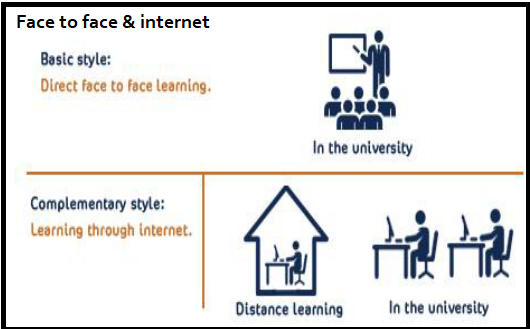 Face to face & internet
Basic style:
Direct face to face learning.
In the university
Complementary style:
Learning through internet.
Distance learning
In the university